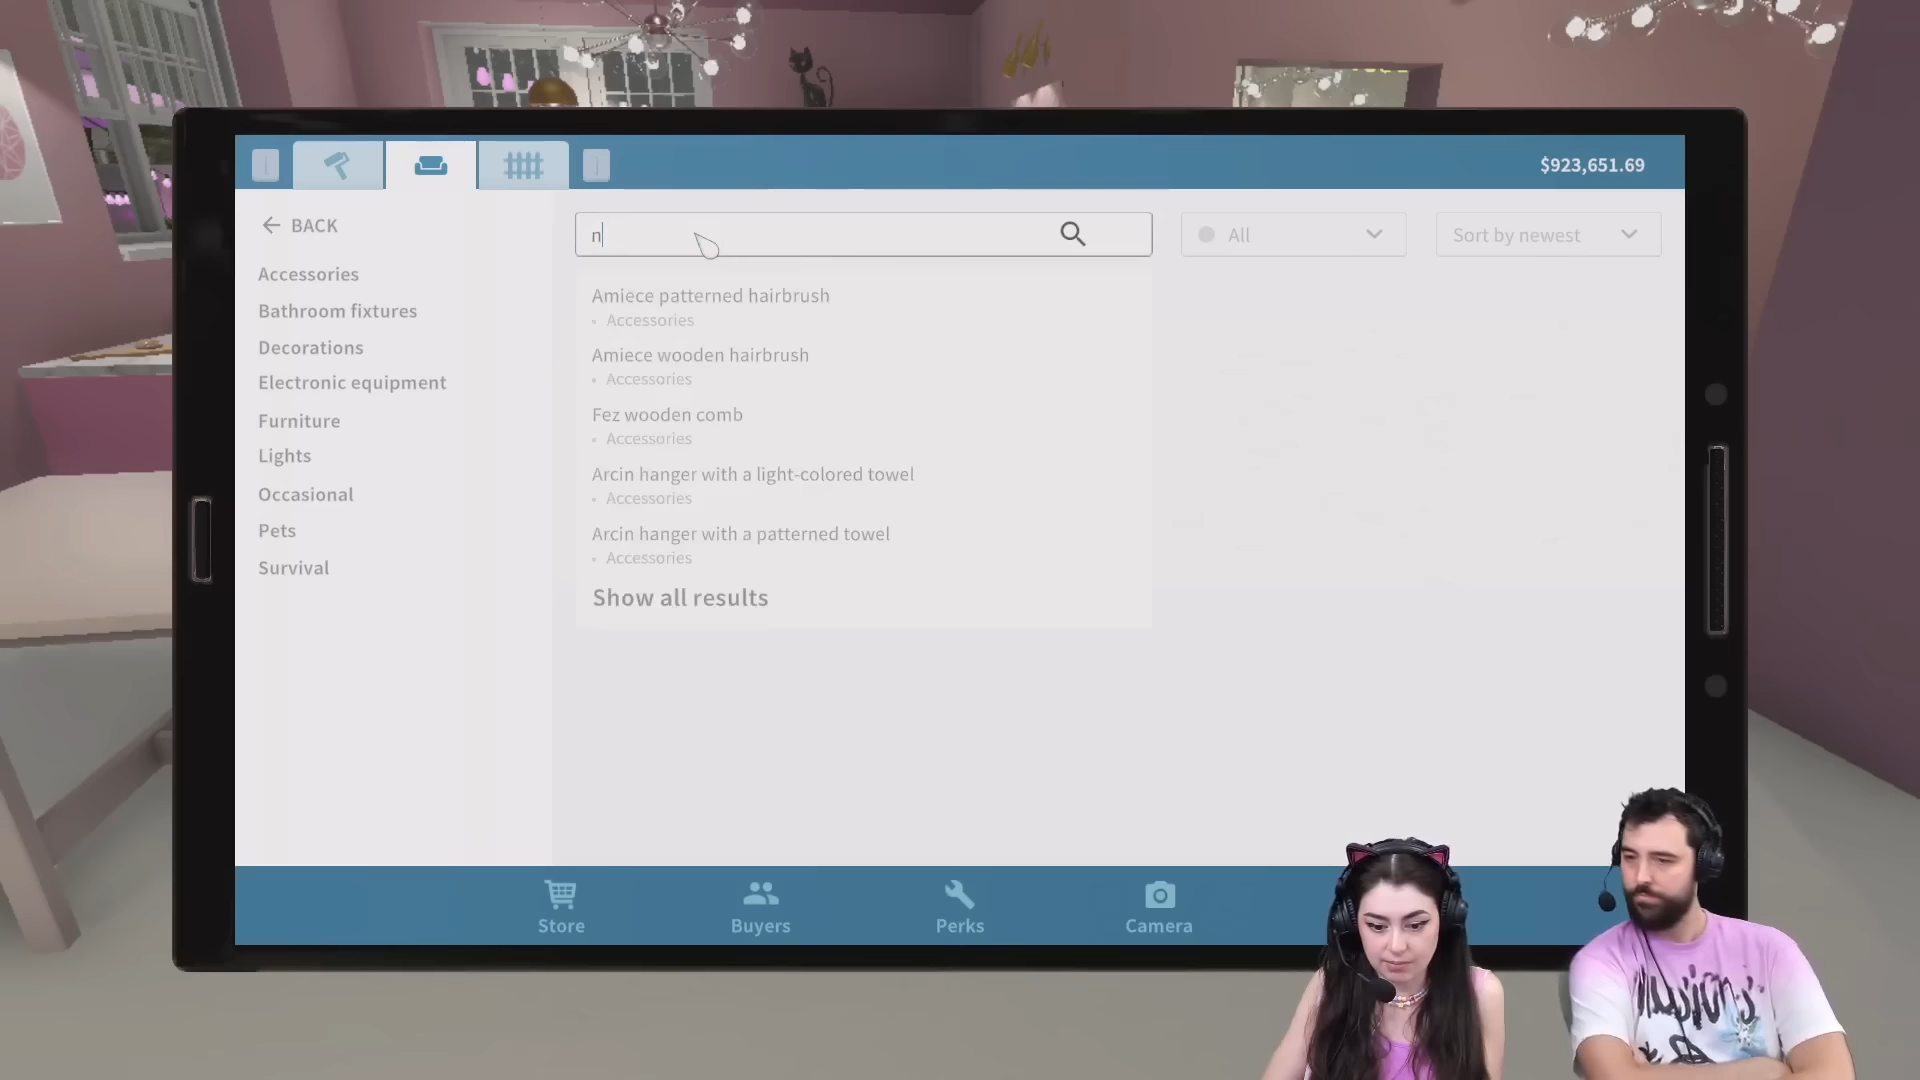 $923,651.69
BACK
n
All
Sort by newest
Accessories
Bathroom fixtures
Decorations
Electronic equipment
Furniture
Lights
Occasional
Pets
Survival
Amiece patterned hairbrush
Accessories
Amiece wooden hairbrush
Accessories
Fez wooden comb
Accessories
Arcin hanger with a light-colored towel
Accessories
Arcin hanger with a patterned towel
Accessories
Show all results
Store
Buyers
Perks
Camera